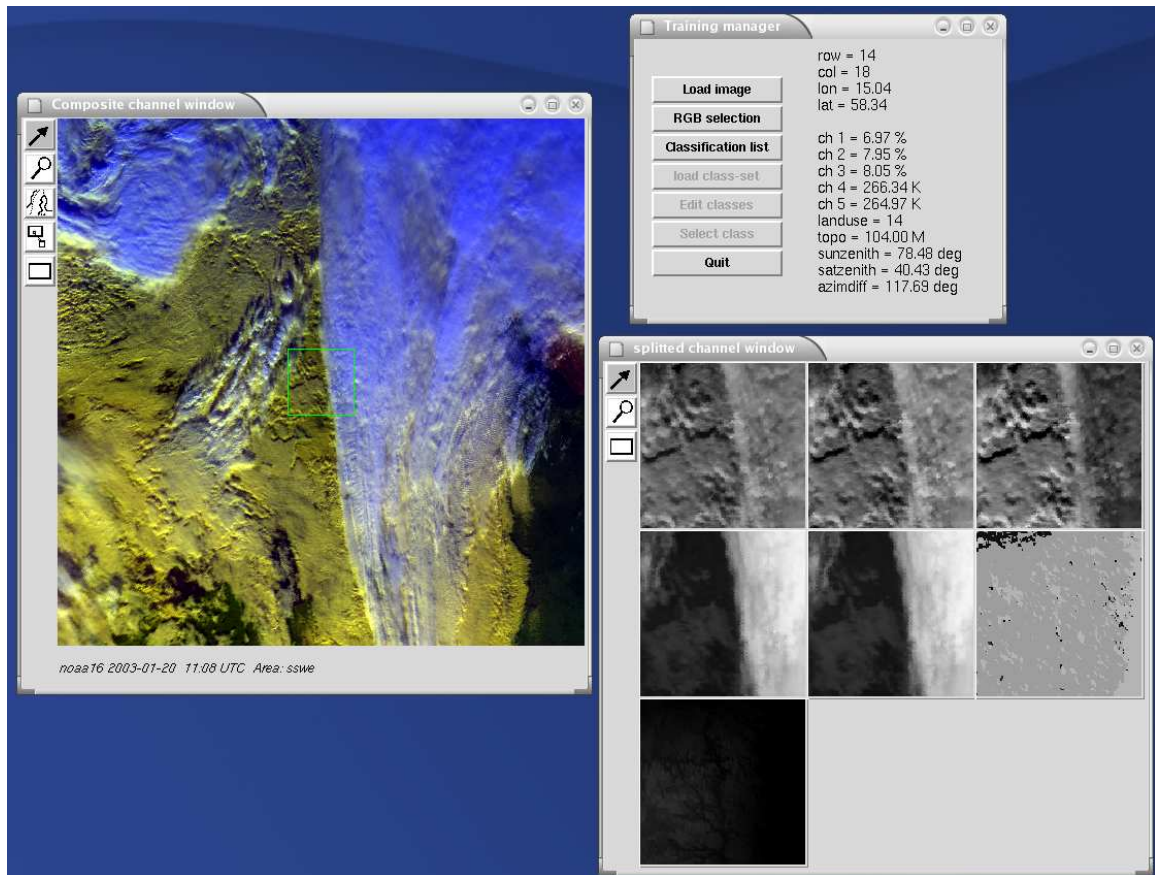 Training manager
row = 14
col = 18
lon = 15.04
lat = 58.34
ch 1 = 6.97 %
ch 2 = 7.95 %
ch 3 = 8.05 %
ch 4 = 266.34 K
ch 5 = 264.97 K
landuse = 14
topo = 104.00 M
sunzenith = 78.48 deg
satzenith = 40.43 deg
azimdiff = 117.69 deg
Load image
RGB selection
Classification list
load class-set
Edit classes
Select class
Quit
Composite channel window
noaa16 2003-01-20 11.08 UTC Area: sswe
splitted channel window